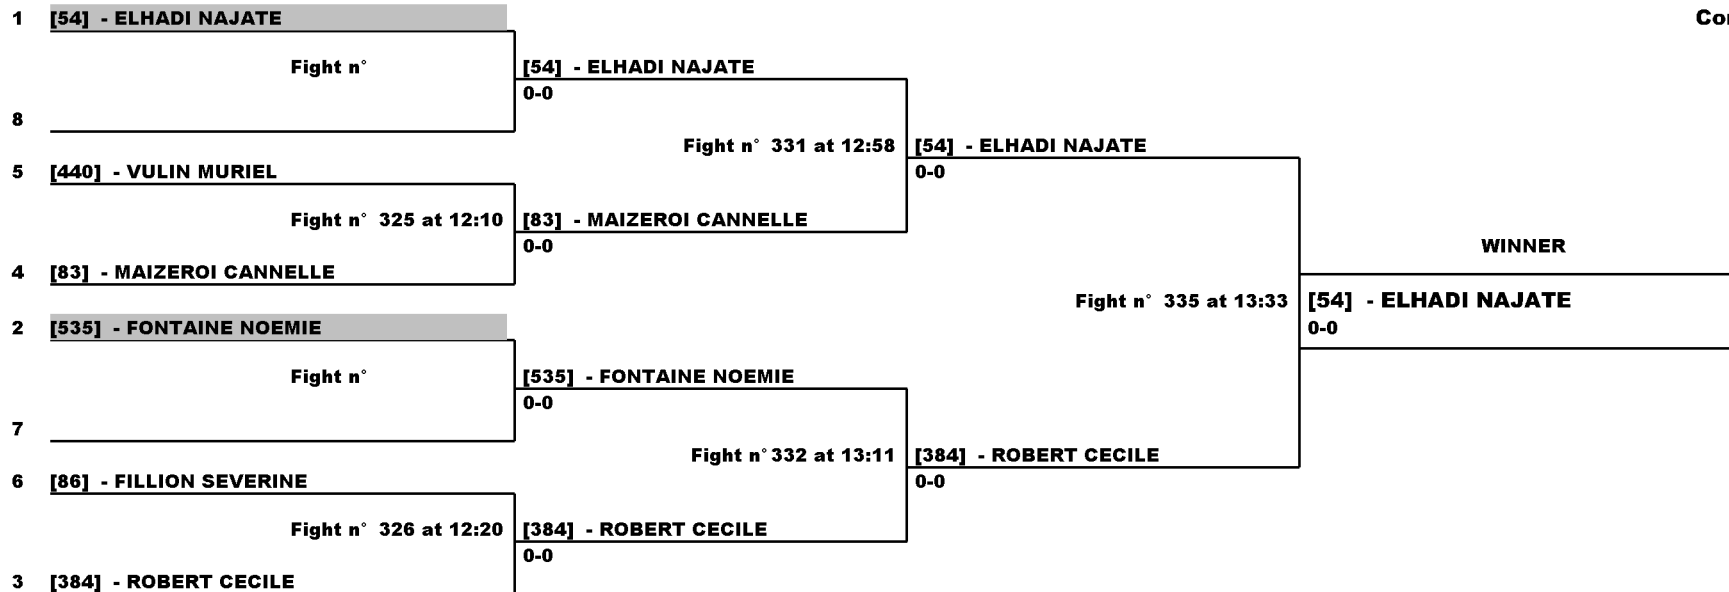 1 [54] - ELHADI NAJATE
Cor
Fight n°
[54] - ELHADI NAJATE
0-0
8
Fight n° 331 at 12:58
[54] - ELHADI NAJATE
0-0
5 [440] - VULIN MURIEL
Fight n° 325 at 12:10
[83] - MAIZEROI CANNELLE
0-0
4 [83] - MAIZEROI CANNELLE
WINNER
Fight n° 335 at 13:33
[54] - ELHADI NAJATE
0-0
2 [535] - FONTAINE NOEMIE
Fight n°
[535] - FONTAINE NOEMIE
0-0
7
Fight n° 332 at 13:11
[384] - ROBERT CECILE
0-0
6 [86] - FILLION SEVERINE
Fight n° 326 at 12:20
[384] - ROBERT CECILE
0-0
3 [384] - ROBERT CECILE